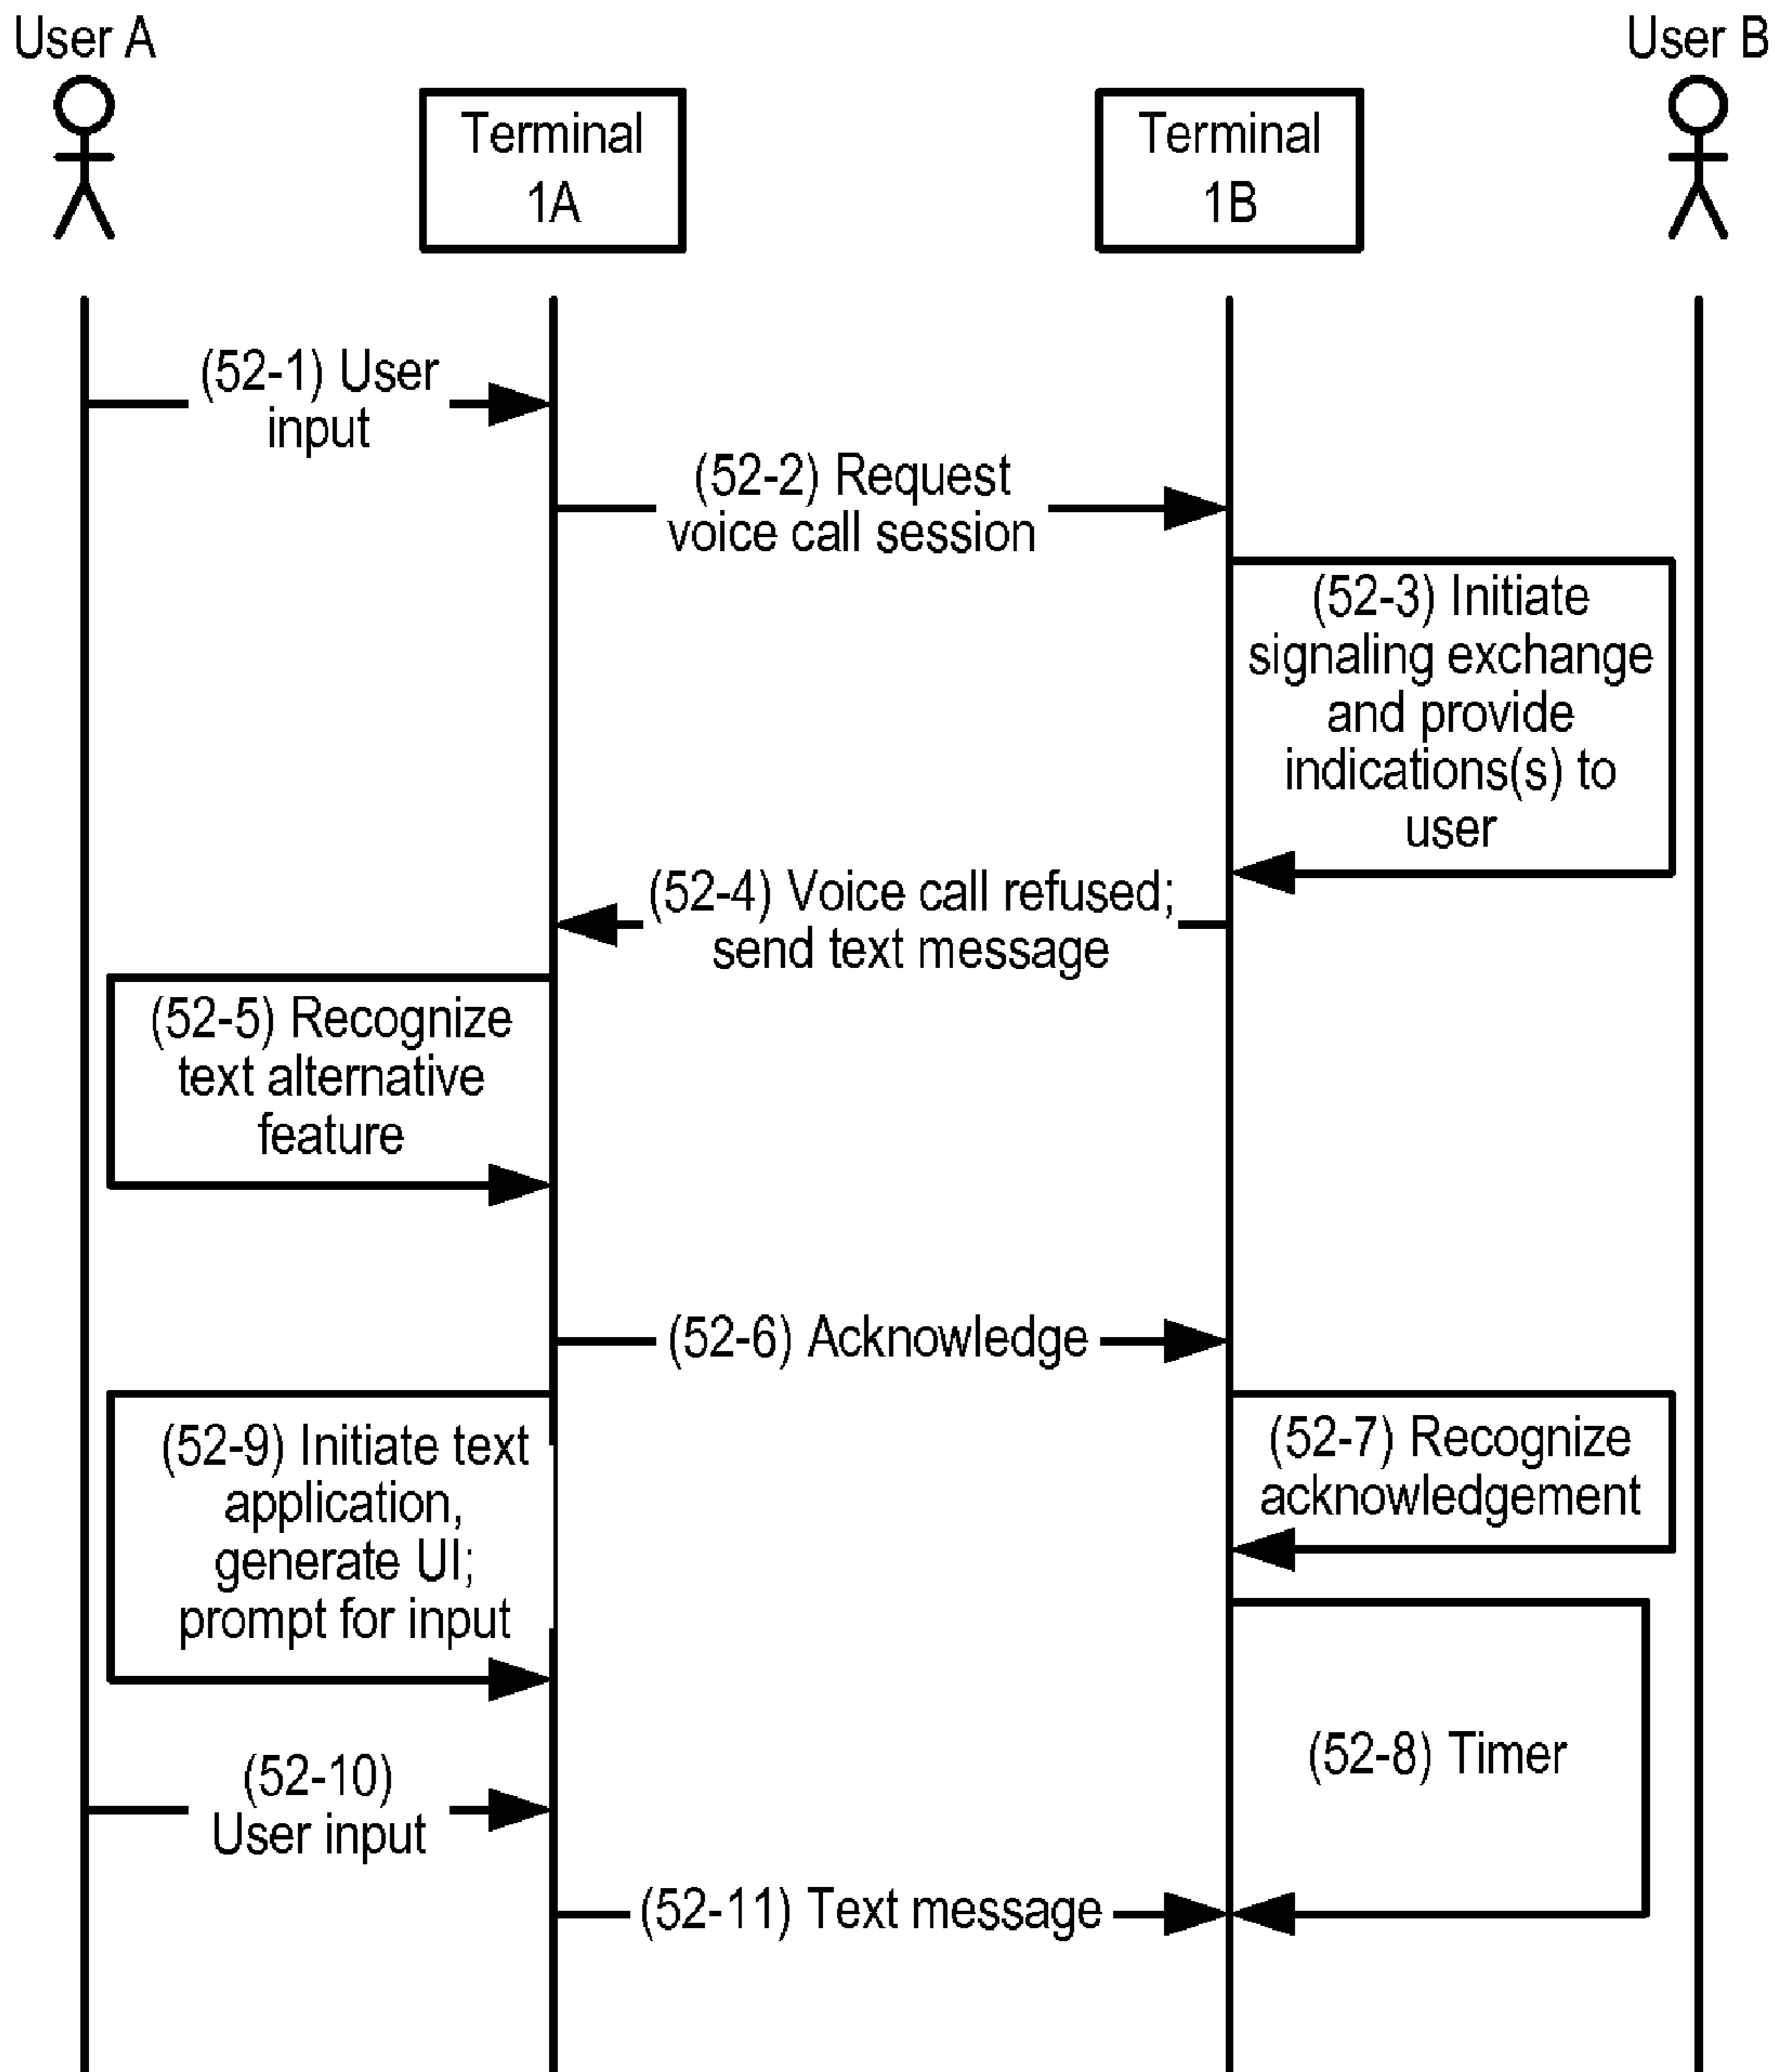 User A
User B
Terminal
1A
Terminal
1B
(52-1) User
input
(52-2) Request
voice call session
(52-3) Initiate
signaling exchange
and provide
indications(s) to
user
(52-4) Voice call refused;
send text message
(52-5) Recognize
text alternative
feature
(52-6) Acknowledge
(52-7) Recognize
acknowledgement
(52-9) Initiate text
application,
generate UI;
prompt for input
(52-8) Timer
(52-10)
User input
(52-11) Text message